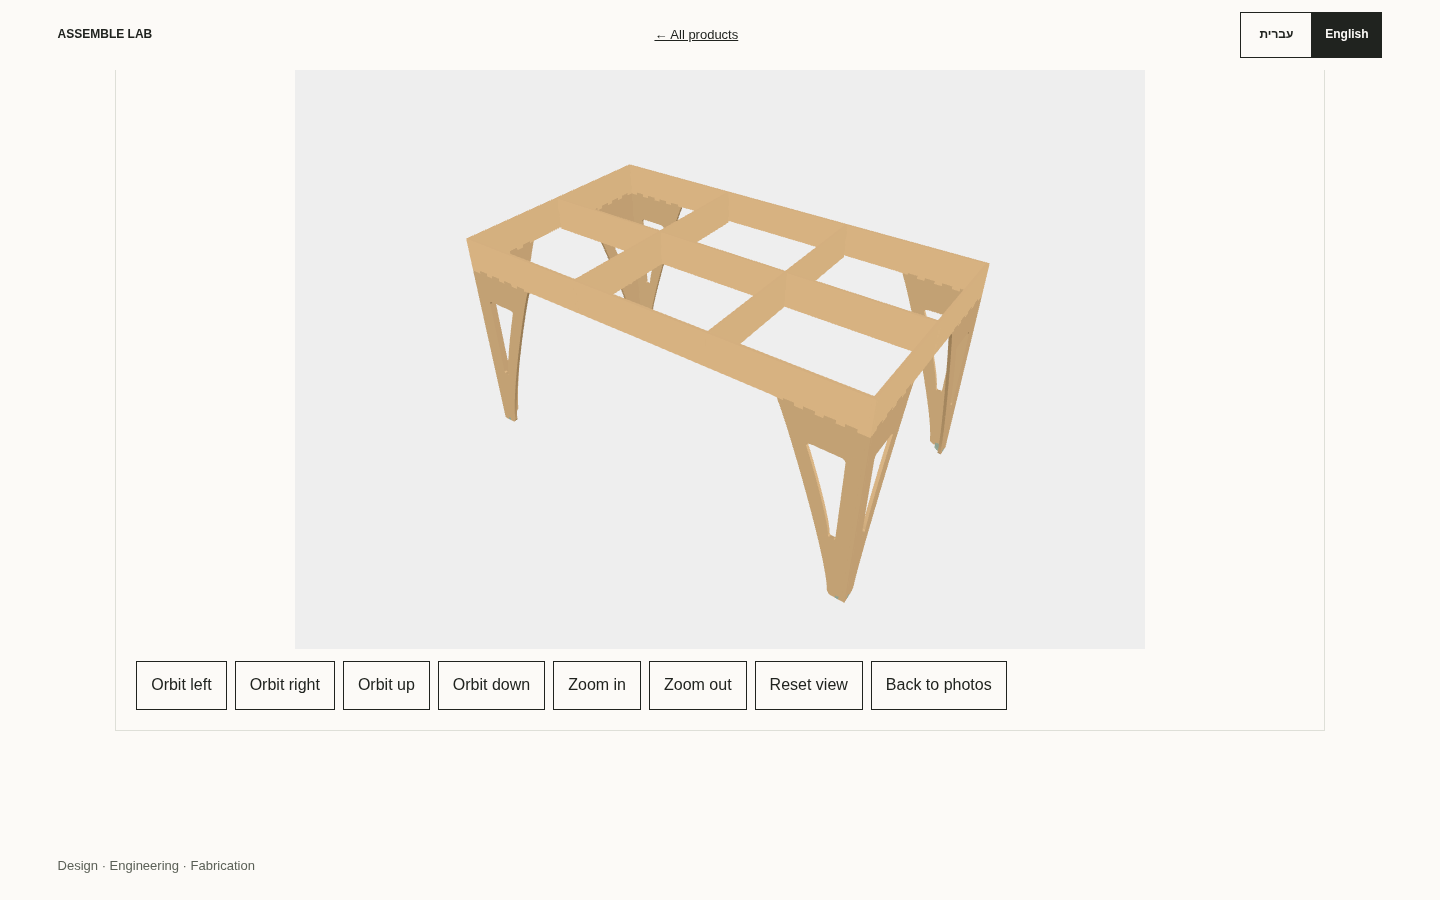 ASSEMBLE LAB
← All products
עברית
English
Orbit left
Orbit right
Orbit up
Orbit down
Zoom in
Zoom out
Reset view
Back to photos
Design · Engineering · Fabrication